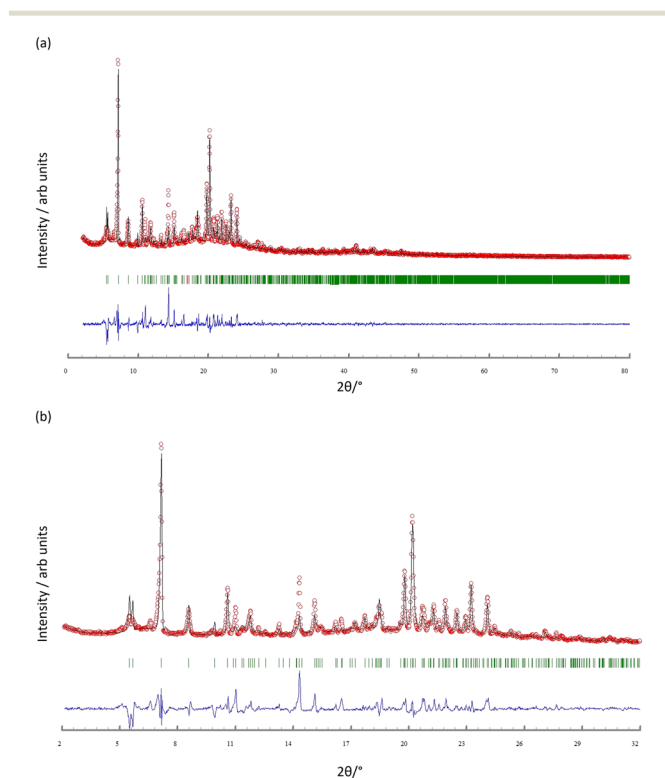 (a)
Intensity / arb units
0 10 20 30 40 50 60 70 80
2θ/°
(b)
Intensity / arb units
2 5 8 11 14 17 20 23 26 29 32
2θ/°